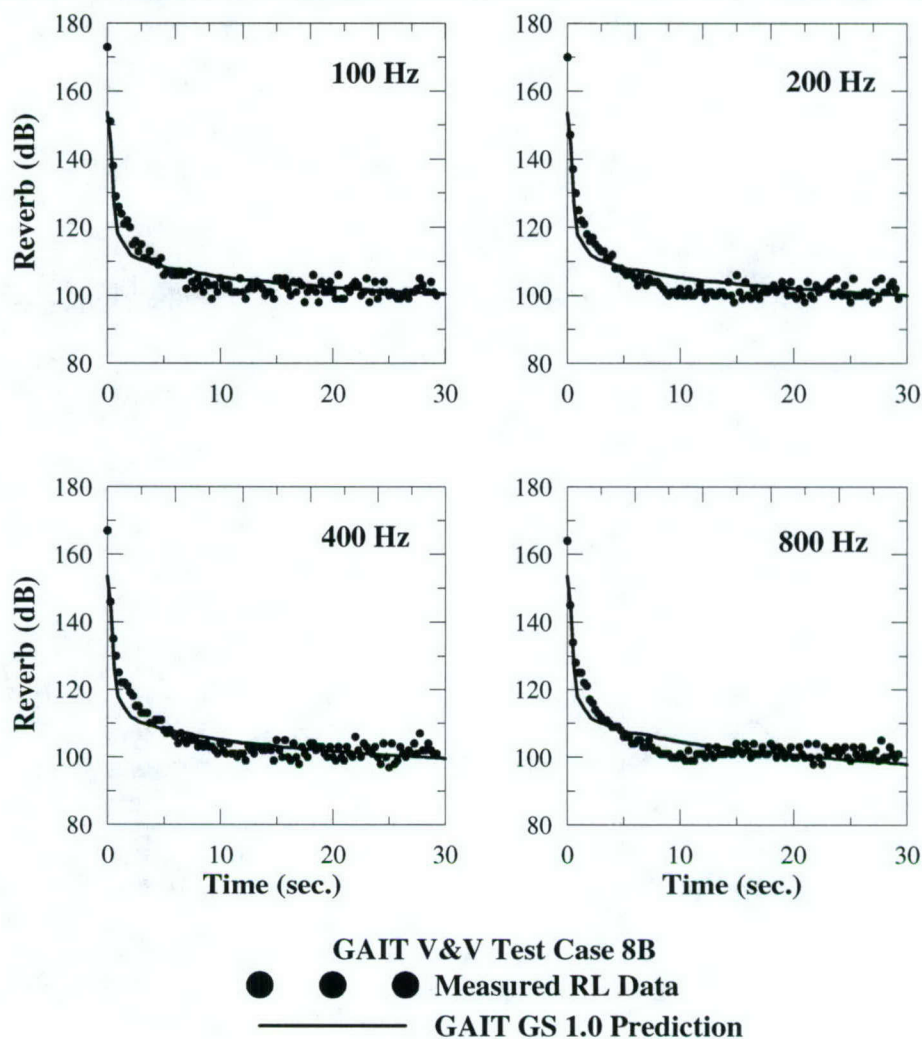 180
160
140
120
100
80
Reverb (dB)
100 Hz
0 10 20 30
180
160
140
120
100
80
200 Hz
0 10 20 30
180
160
140
120
100
80
Reverb (dB)
400 Hz
0 10 20 30
Time (sec.)
180
160
140
120
100
80
800 Hz
0 10 20 30
Time (sec.)
GAIT V&V Test Case 8B
Measured RL Data
GAIT GS 1.0 Prediction